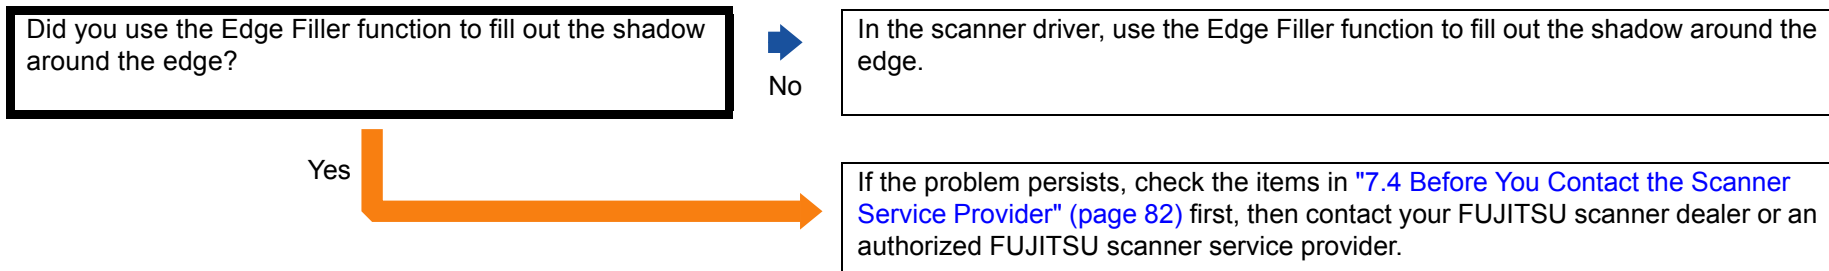 Did you use the Edge Filler function to fill out the shadow
around the edge?
No
In the scanner driver, use the Edge Filler function to fill out the shadow around the
edge.
Yes
If the problem persists, check the items in "7.4 Before You Contact the Scanner
Service Provider" (page 82) first, then contact your FUJITSU scanner dealer or an
authorized FUJITSU scanner service provider.